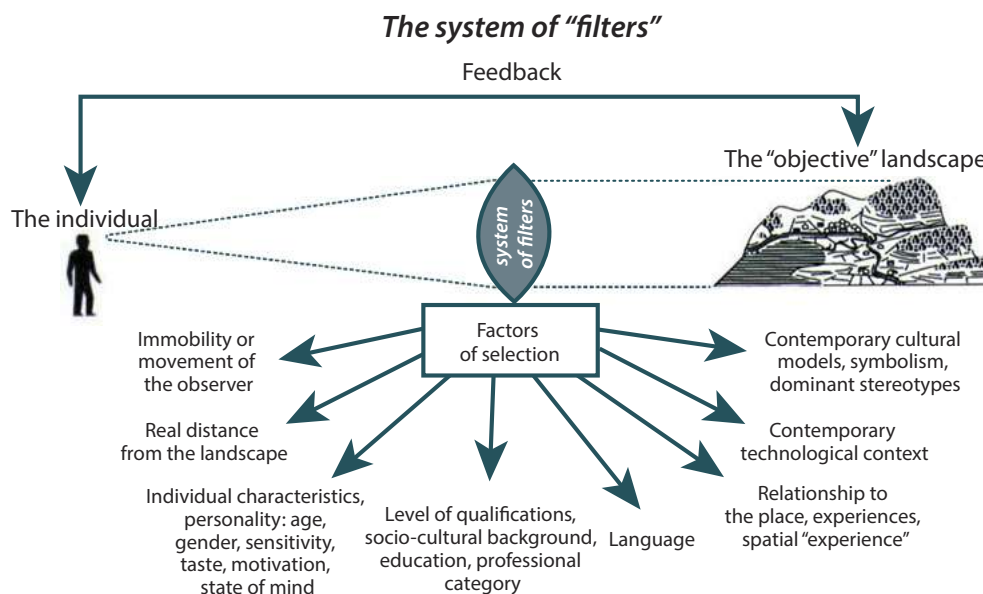 The system of “filters”
Feedback
The “objective” landscape
The individual
system
of filters
Factors
of selection
Immobility or
movement of
the observer
Real distance
from the landscape
Individual characteristics,
personality: age,
gender, sensitivity,
taste, motivation,
state of mind
Level of qualifications,
socio-cultural background,
education, professional
category
Language
Relationship to
the place, experiences,
spatial “experience”
Contemporary
technological context
Contemporary cultural
models, symbolism,
dominant stereotypes